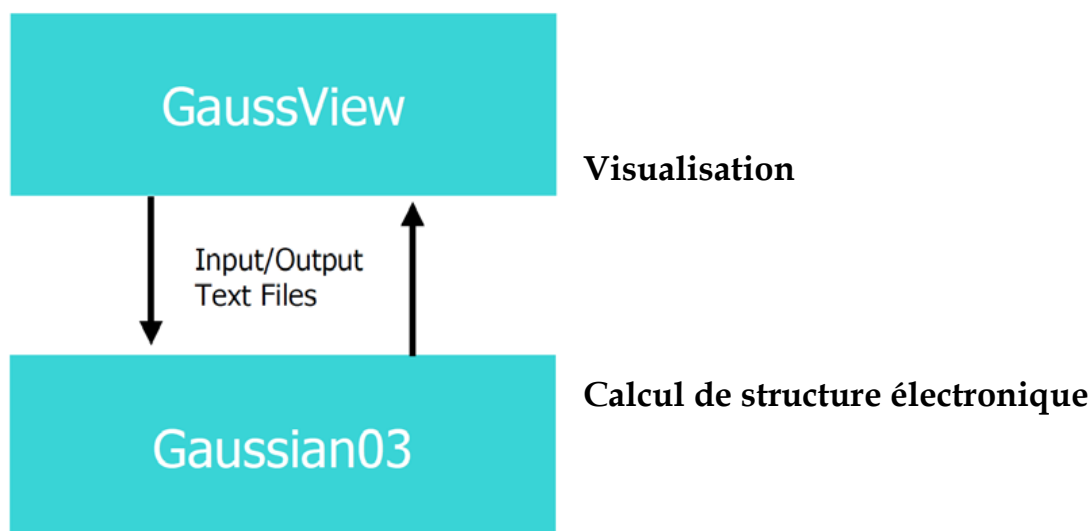 GaussView
Visualisation
Input/Output
Text Files
Calcul de structure électronique
Gaussian03